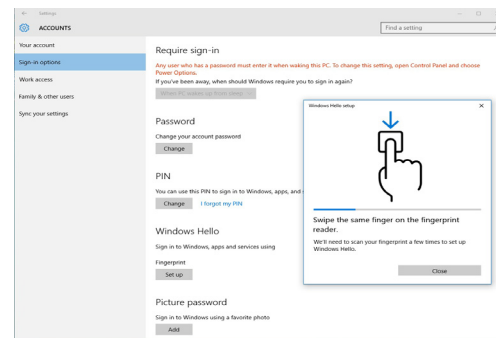 Settings
ACCOUNTS
Find a setting
Your account
Sign-in options
Work access
Family & other users
Sync your settings
Require sign-in
Any user who has a password must enter it when waking this PC. To change this setting, open Control Panel and choose
Power Options.
If you've been away, when should Windows require you to sign in again?
When PC wakes up from sleep
Password
Change your account password
Change
PIN
You can use this PIN to sign in to Windows, apps, and
Change I forgot my PIN
Windows Hello
Sign in to Windows, apps and services using
Fingerprint
Set up
Picture password
Sign in to Windows using a favorite photo
Add
Windows Hello setup
Swipe the same finger on the fingerprint
reader.
We'll need to scan your fingerprint a few times to set up
Windows Hello.
Close